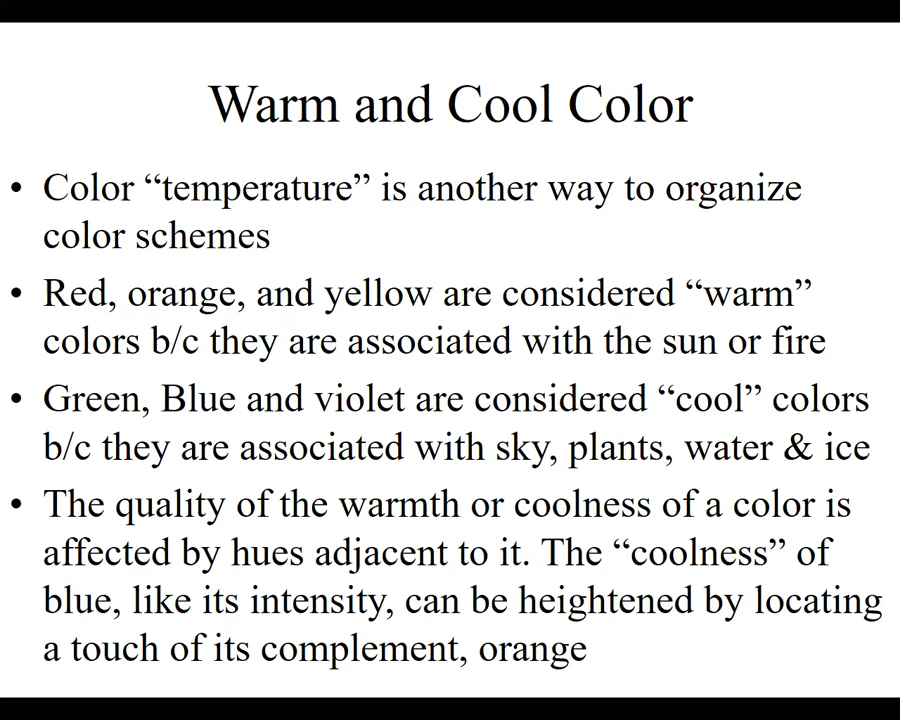 Warm and Cool Color
• Color “temperature” is another way to organize
color schemes
• Red, orange, and yellow are considered “warm”
colors b/c they are associated with the sun or fire
• Green, Blue and violet are considered “cool” colors
b/c they are associated with sky, plants, water & ice
• The quality of the warmth or coolness of a color is
affected by hues adjacent to it. The “coolness” of
blue, like its intensity, can be heightened by locating
a touch of its complement, orange